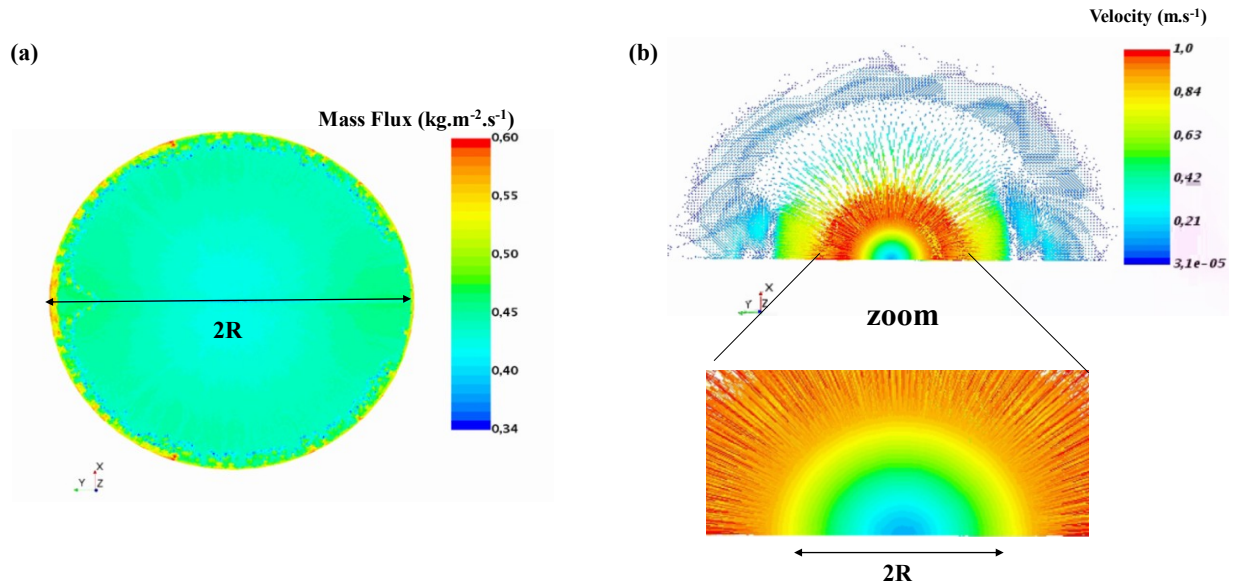 (a)
Mass Flux (kg.m⁻².s⁻¹)
0,60
0,55
0,50
0,45
0,40
0,34
2R
X
Y
Z
(b)
Velocity (m.s⁻¹)
1,0
0,84
0,63
0,42
0,21
3,1e-05
X
Y
Z
zoom
2R